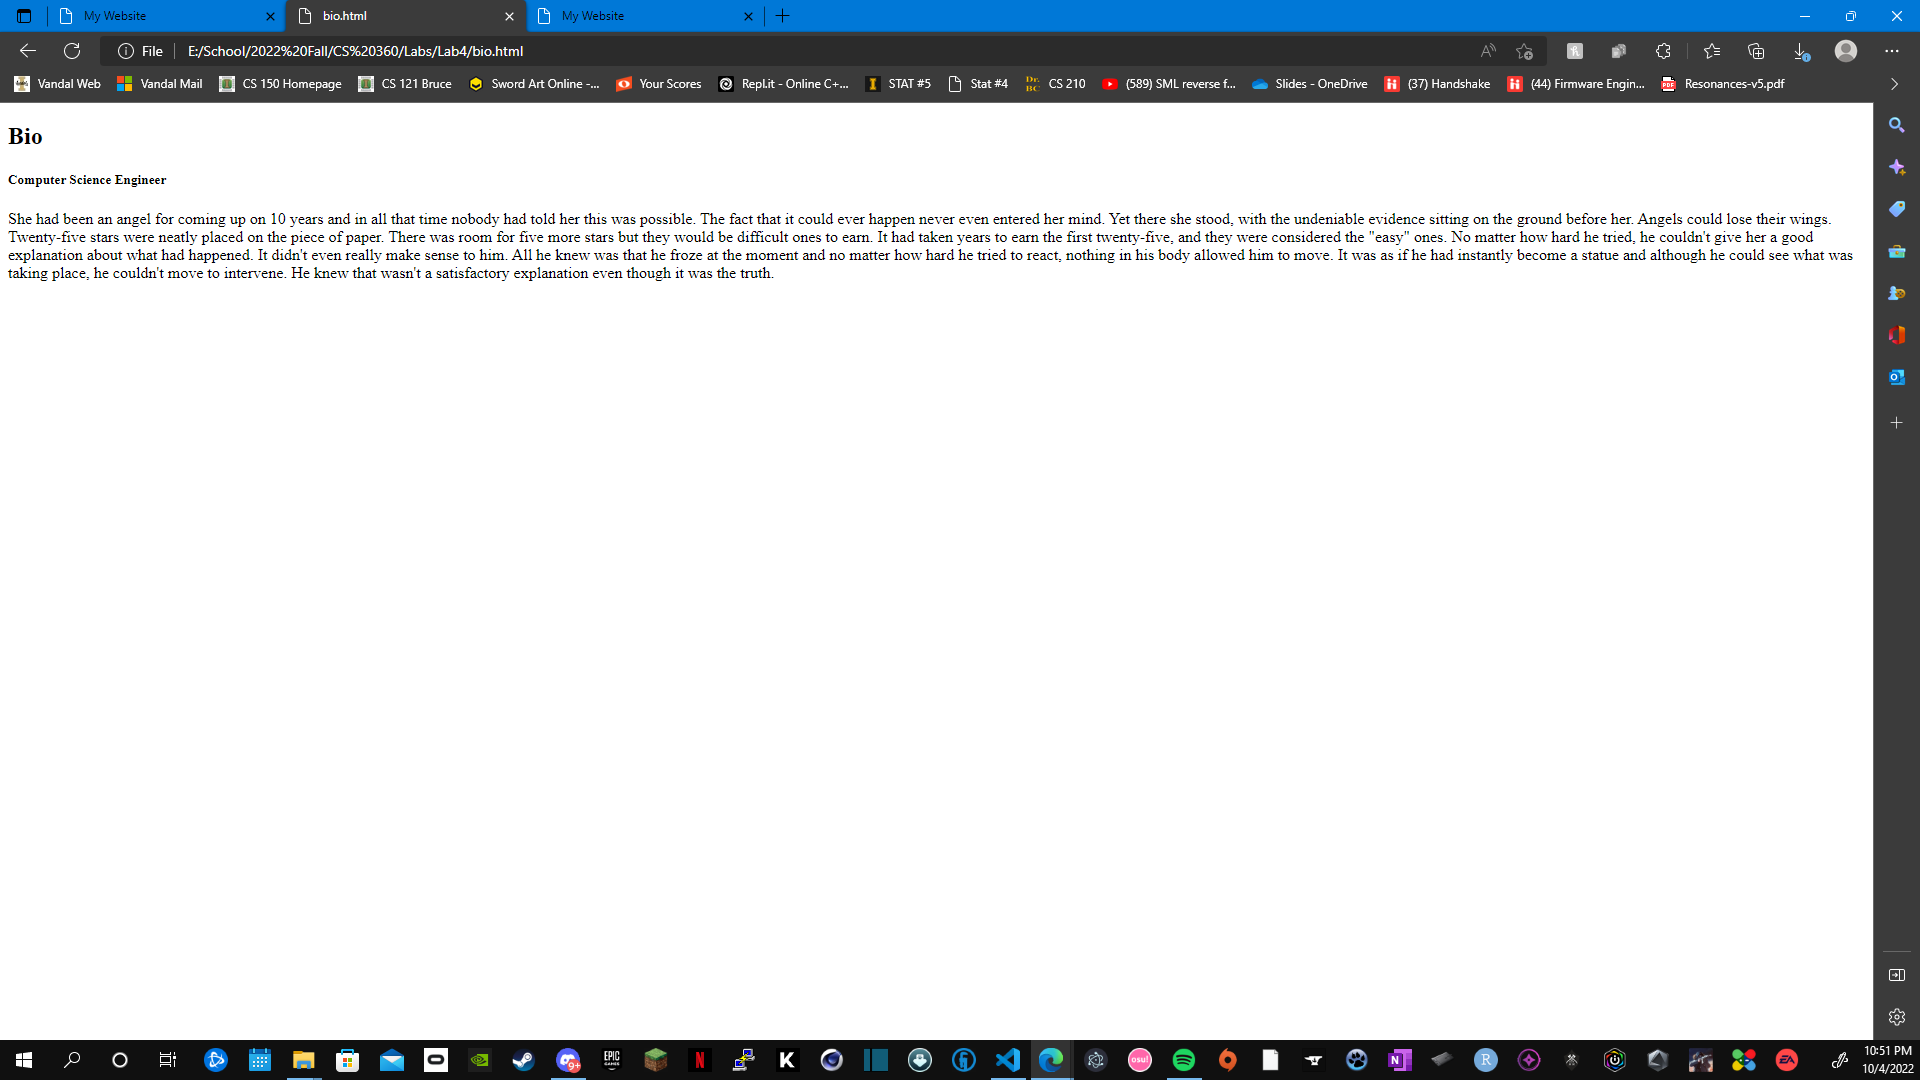 My Website
bio.html
My Website
File
E:/School/2022%20Fall/CS%20360/Labs/Lab4/bio.html
Vandal Web
Vandal Mail
CS 150 Homepage
CS 121 Bruce
Sword Art Online -...
Your Scores
Repl.it - Online C+...
STAT #5
Stat #4
Dr. BC
CS 210
(589) SML reverse f...
Slides - OneDrive
(37) Handshake
(44) Firmware Engin...
PDF
Resonances-v5.pdf
Bio
Computer Science Engineer
She had been an angel for coming up on 10 years and in all that time nobody had told her this was possible. The fact that it could ever happen never even entered her mind. Yet there she stood, with the undeniable evidence sitting on the ground before her. Angels could lose their wings.
Twenty-five stars were neatly placed on the piece of paper. There was room for five more stars but they would be difficult ones to earn. It had taken years to earn the first twenty-five, and they were considered the "easy" ones. No matter how hard he tried, he couldn't give her a good
explanation about what had happened. It didn't even really make sense to him. All he knew was that he froze at the moment and no matter how hard he tried to react, nothing in his body allowed him to move. It was as if he had instantly become a statue and although he could see what was
taking place, he couldn't move to intervene. He knew that wasn't a satisfactory explanation even though it was the truth.
9+
EPIC GAMES
N
K
osu!
N
R
EA
10:51 PM
10/4/2022